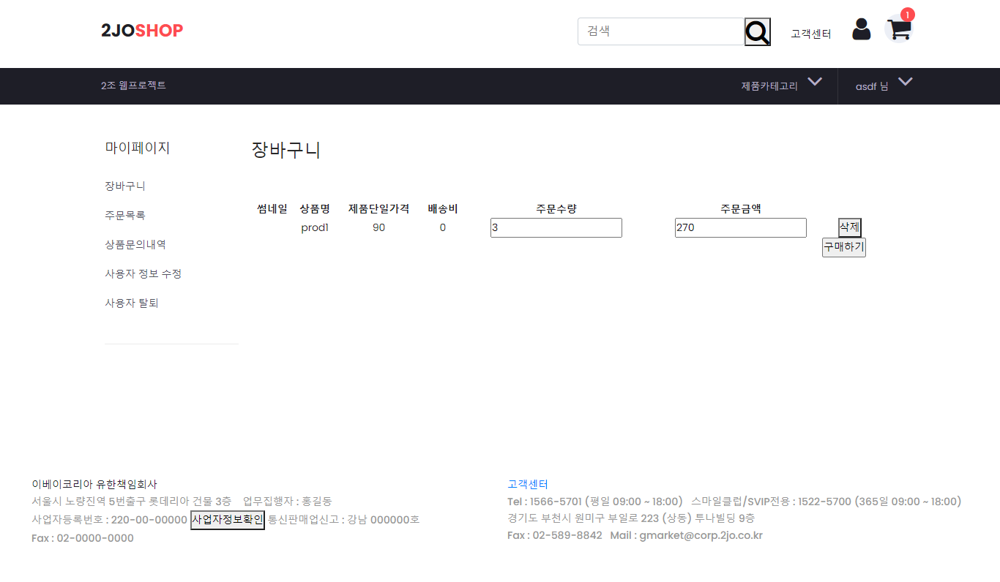 2JOSHOP
검색
고객센터
1
2조 웹프로젝트
제품카테고리
asdf 님
마이페이지
장바구니
주문목록
상품문의내역
사용자 정보 수정
사용자 탈퇴
장바구니
썸네일 상품명 제품단일가격 배송비 주문수량 주문금액
prod1 90 0 3 270 삭제
구매하기
이베이코리아 유한책임회사
서울시 노량진역 5번출구 롯데리아 건물 3층 업무집행자 : 홍길동
사업자등록번호 : 220-00-00000 사업자정보확인 통신판매업신고 : 강남 000000호
Fax : 02-0000-0000
고객센터
Tel : 1566-5701 (평일 09:00 ~ 18:00) 스마일클럽/SVIP전용 : 1522-5700 (365일 09:00 ~ 18:00)
경기도 부천시 원미구 부일로 223 (상동) 투나빌딩 9층
Fax : 02-589-8842 Mail : gmarket@corp.2jo.co.kr